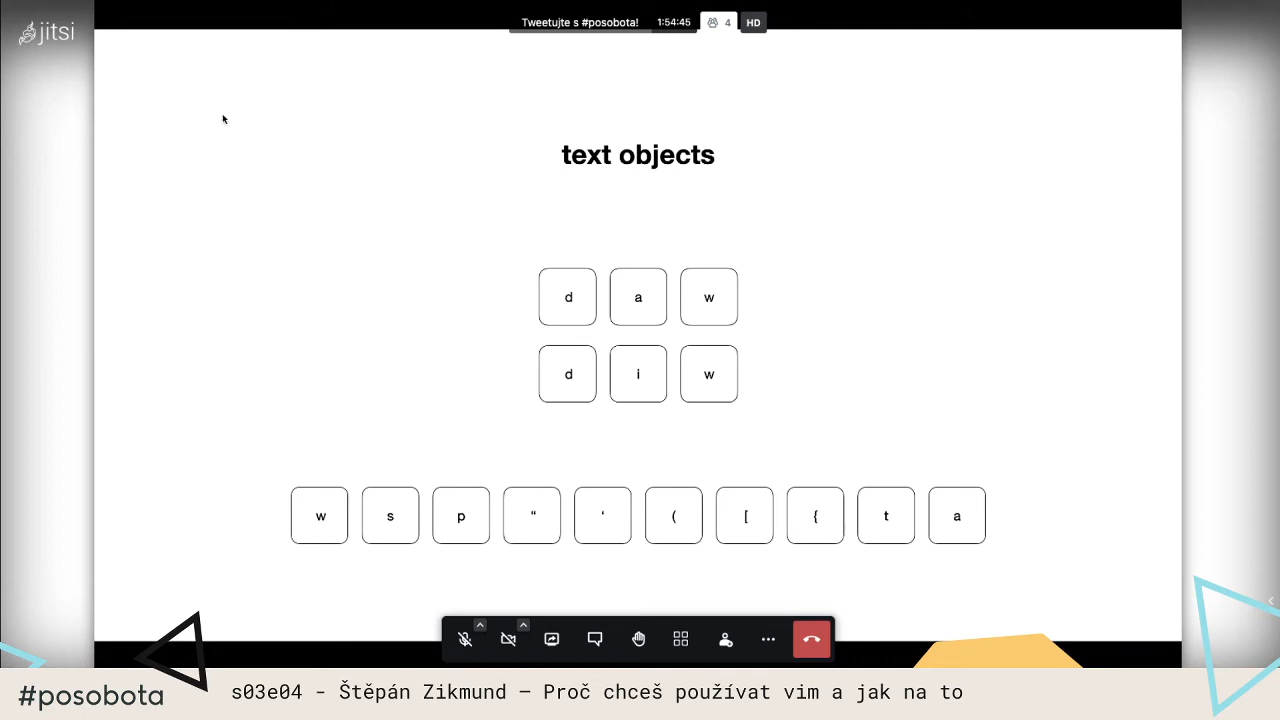 jitsi
Tweetujte s #posobota! 1:54:45 4 HD
text objects
d a w
d i w
w s p “ ‘ ( [ { t a
#posobota s03e04 - Štěpán Zikmund – Proč chceš používat vim a jak na to